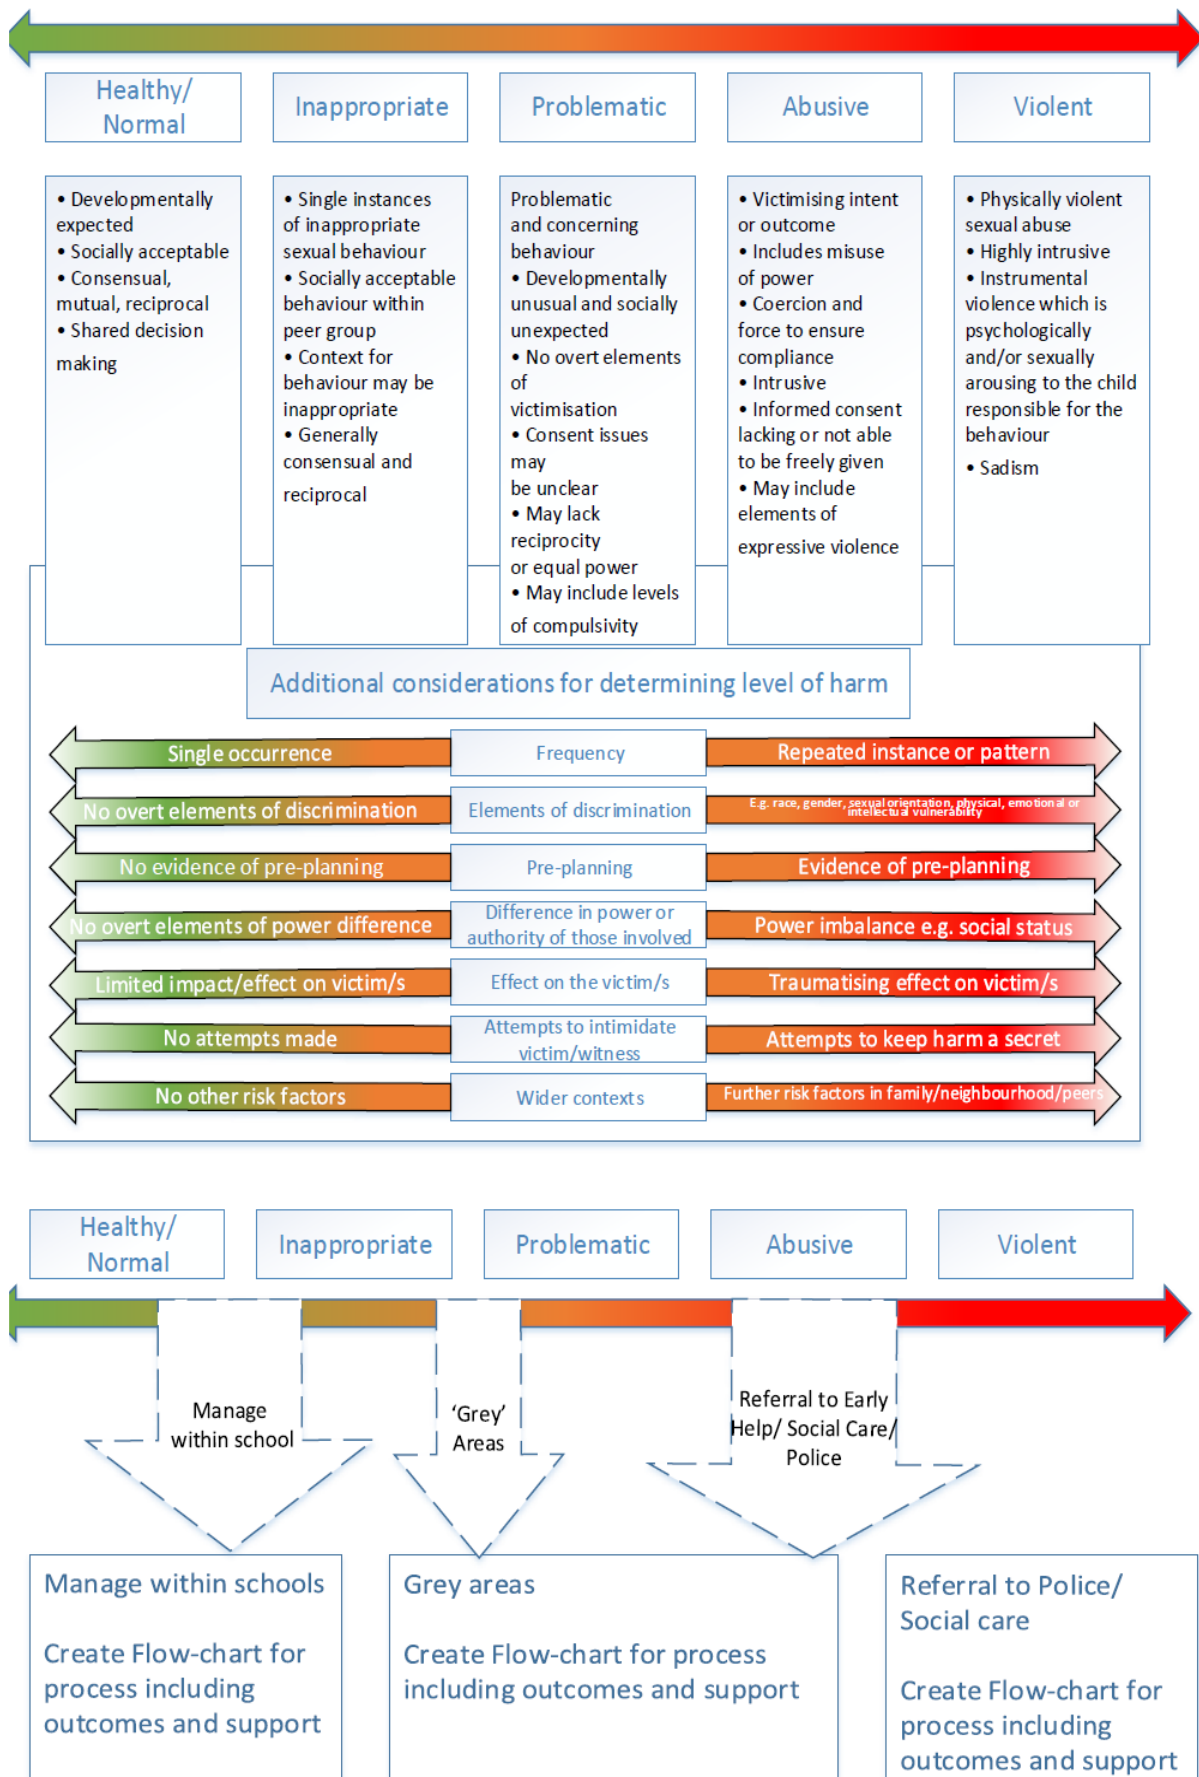 Healthy/
Normal
Inappropriate
Problematic
Abusive
Violent
• Developmentally
expected
• Socially acceptable
• Consensual,
mutual, reciprocal
• Shared decision
making
• Single instances
of inappropriate
sexual behaviour
• Socially acceptable
behaviour within
peer group
• Context for
behaviour may be
inappropriate
• Generally
consensual and
reciprocal
Problematic
and concerning
behaviour
• Developmentally
unusual and socially
unexpected
• No overt elements
of
victimisation
• Consent issues
may
be unclear
• May lack
reciprocity
or equal power
• May include levels
of compulsivity
• Victimising intent
or outcome
• Includes misuse
of power
• Coercion and
force to ensure
compliance
• Intrusive
• Informed consent
lacking or not able
to be freely given
• May include
elements of
expressive violence
• Physically violent
sexual abuse
• Highly intrusive
• Instrumental
violence which is
psychologically
and/or sexually
arousing to the child
responsible for the
behaviour
• Sadism
Additional considerations for determining level of harm
Single occurrence
Frequency
Repeated instance or pattern
No overt elements of discrimination
Elements of discrimination
E.g. race, gender, sexual orientation, physical, emotional or
intellectual vulnerability
No evidence of pre-planning
Pre-planning
Evidence of pre-planning
No overt elements of power difference
Difference in power or
authority of those involved
Power imbalance e.g. social status
Limited impact/effect on victim/s
Effect on the victim/s
Traumatising effect on victim/s
No attempts made
Attempts to intimidate
victim/witness
Attempts to keep harm a secret
No other risk factors
Wider contexts
Further risk factors in family/neighbourhood/peers
Healthy/
Normal
Inappropriate
Problematic
Abusive
Violent
Manage
within school
‘Grey’
Areas
Referral to Early
Help/ Social Care/
Police
Manage within schools
Create Flow-chart for
process including
outcomes and support
Grey areas
Create Flow-chart for process
including outcomes and support
Referral to Police/
Social care
Create Flow-chart for
process including
outcomes and support